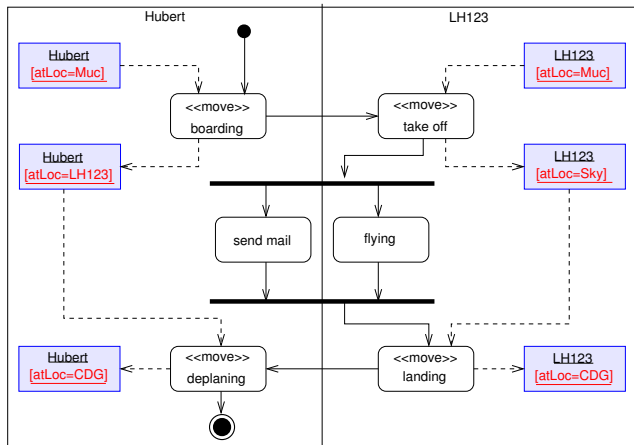 Hubert
LH123
Hubert
[atLoc=Muc]
LH123
[atLoc=Muc]
<<move>>
boarding
<<move>>
take off
Hubert
[atLoc=LH123]
LH123
[atLoc=Sky]
send mail
flying
Hubert
[atLoc=CDG]
<<move>>
deplaning
<<move>>
landing
LH123
[atLoc=CDG]